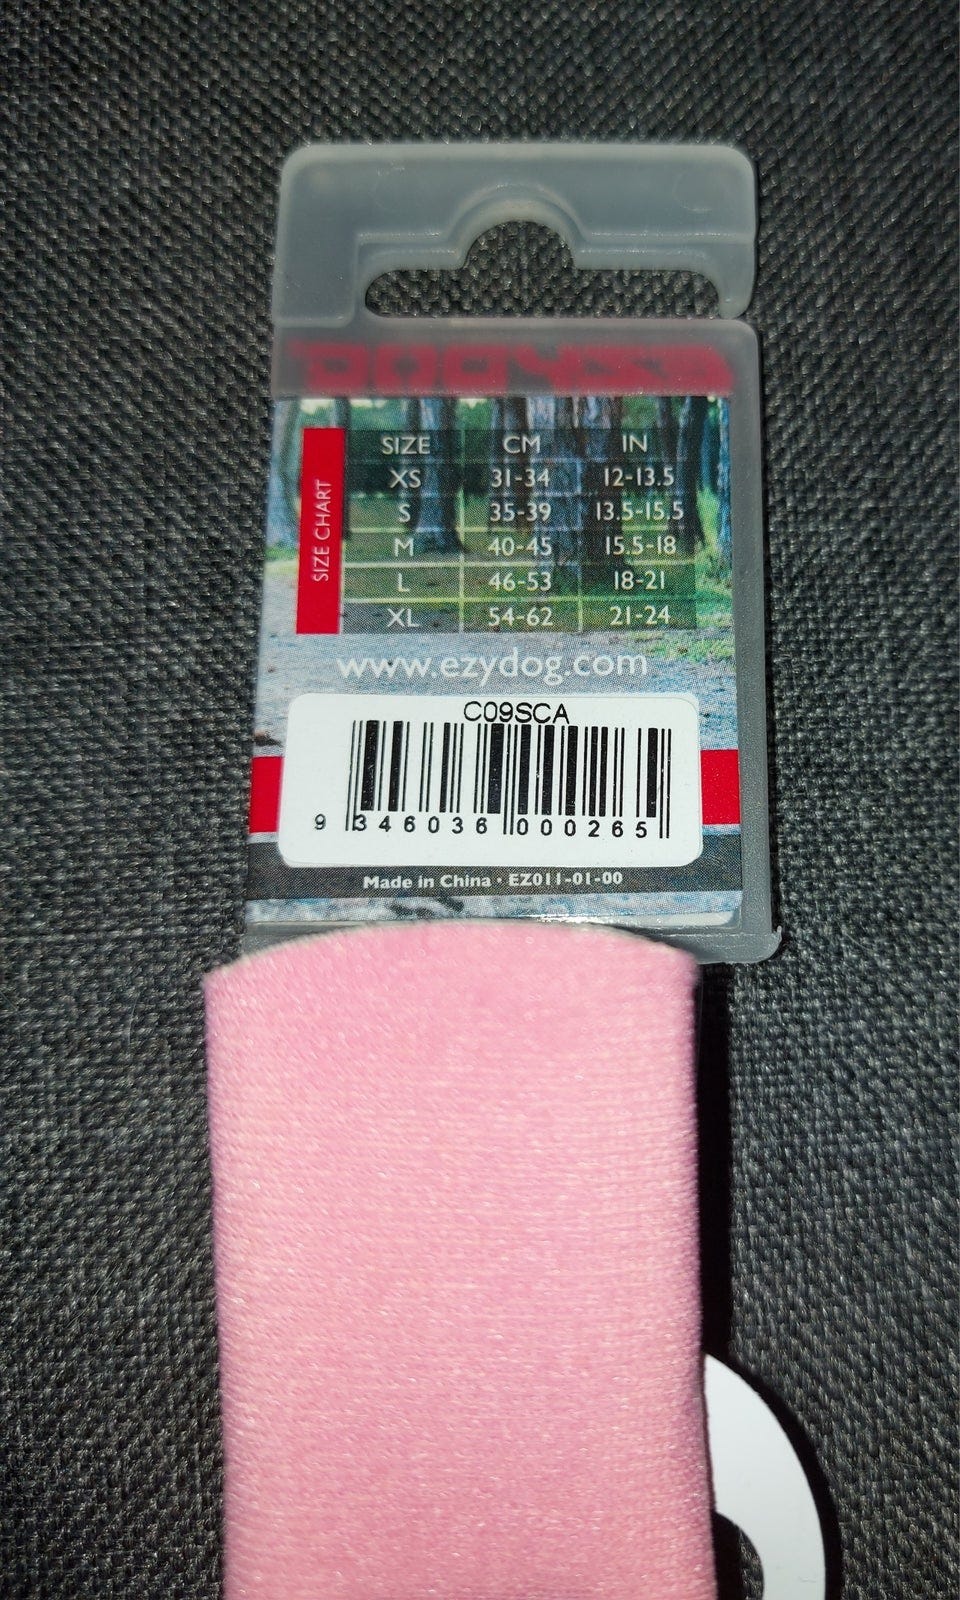 SIZE CM IN
XS 31-34 12-13.5
S 35-39 13.5-15.5
M 40-45 15.5-18
L 46-53 18-21
XL 54-62 21-24
SIZE CHART
www.ezydog.com
C09SCA
9 346036 000265
Made in China • EZ011-01-00